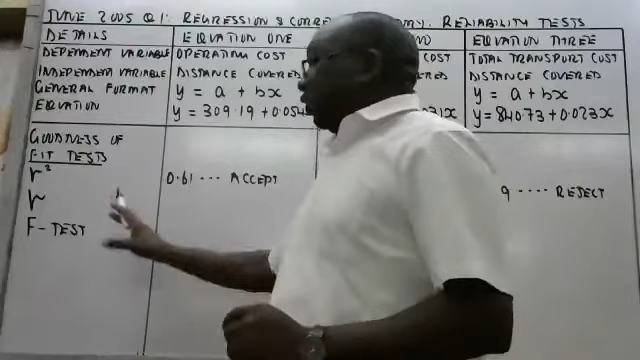 JUNE 2005 Q1: REGRESSION & RELIABILITY TESTS
DETAILS EQUATION ONE EQUATION THREE
DEPENDENT VARIABLE OPERATING COST COST TOTAL TRANSPORT COST
INDEPENDENT VARIABLE DISTANCE COVERED DISTANCE COVERED
GENERAL FORMAT y = a + bx y = a + bx
EQUATION y = 309.19 + 0.054 y = 84073 + 0.023x
GOODNESS OF
FIT TESTS
r² 0.61 ... ACCEPT 9 .... REJECT
r
F-TEST